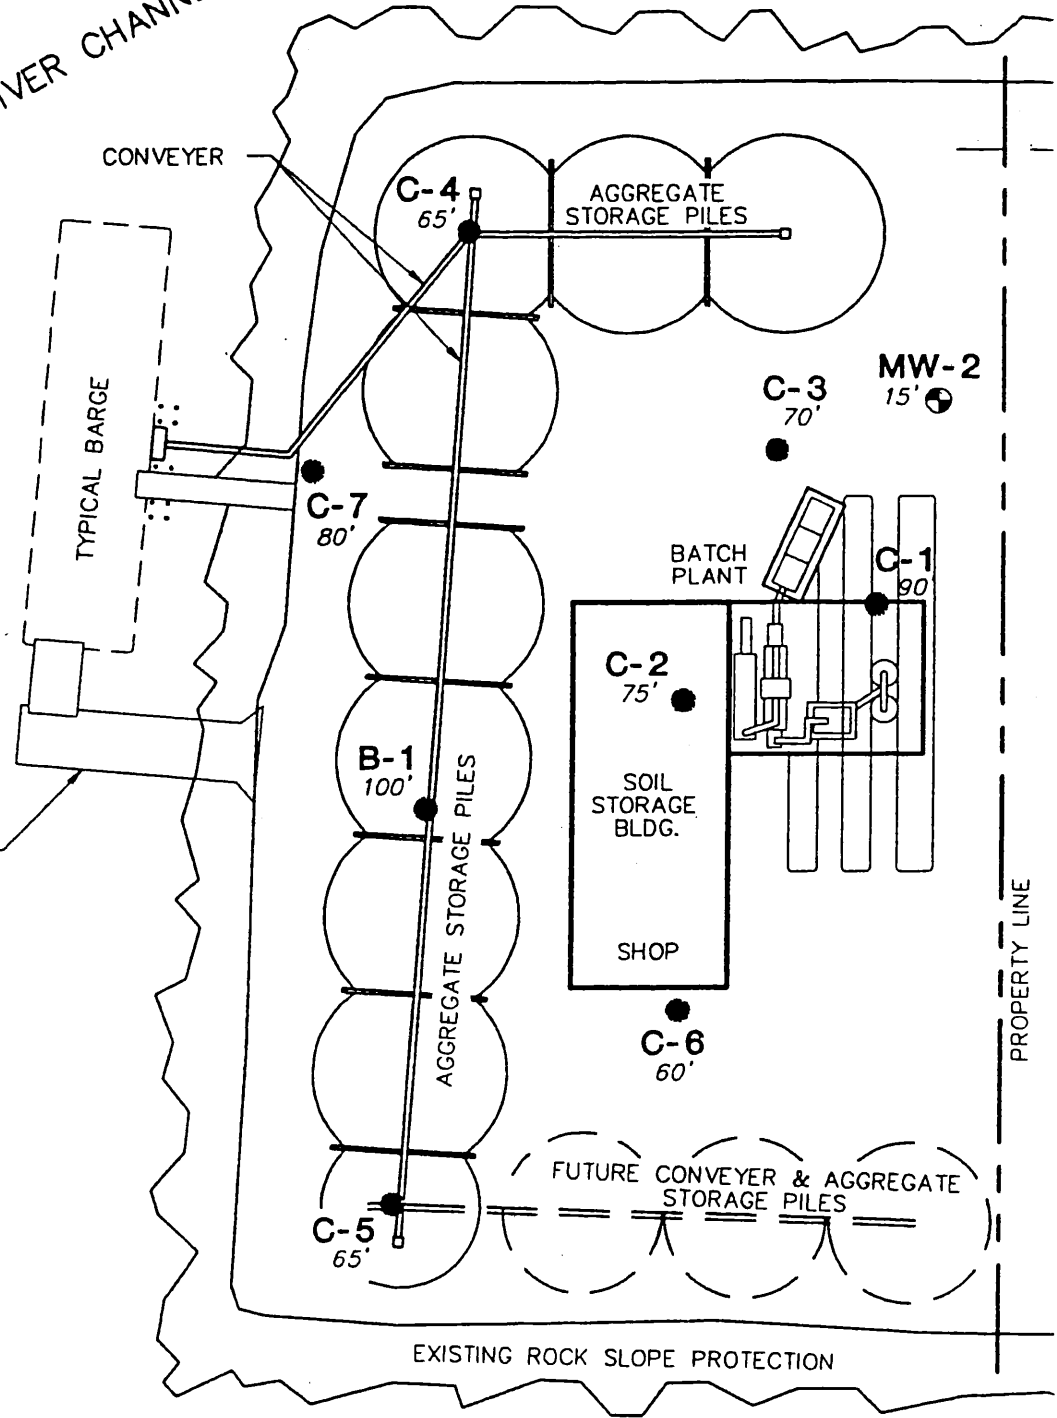 IVER CHANN
CONVEYER
C-4
65'
AGGREGATE
STORAGE PILES
TYPICAL BARGE
C-3
70'
MW-2
15'
C-7
80'
BATCH
PLANT
C-1
90
C-2
75'
B-1
100'
SOIL
STORAGE
BLDG.
AGGREGATE STORAGE PILES
SHOP
PROPERTY LINE
C-6
60'
FUTURE CONVEYER & AGGREGATE
STORAGE PILES
C-5
65'
EXISTING ROCK SLOPE PROTECTION